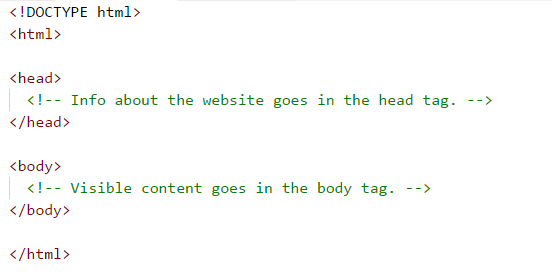 <!DOCTYPE html>
<html>
<head>
<!-- Info about the website goes in the head tag. -->
</head>
<body>
<!-- Visible content goes in the body tag. -->
</body>
</html>